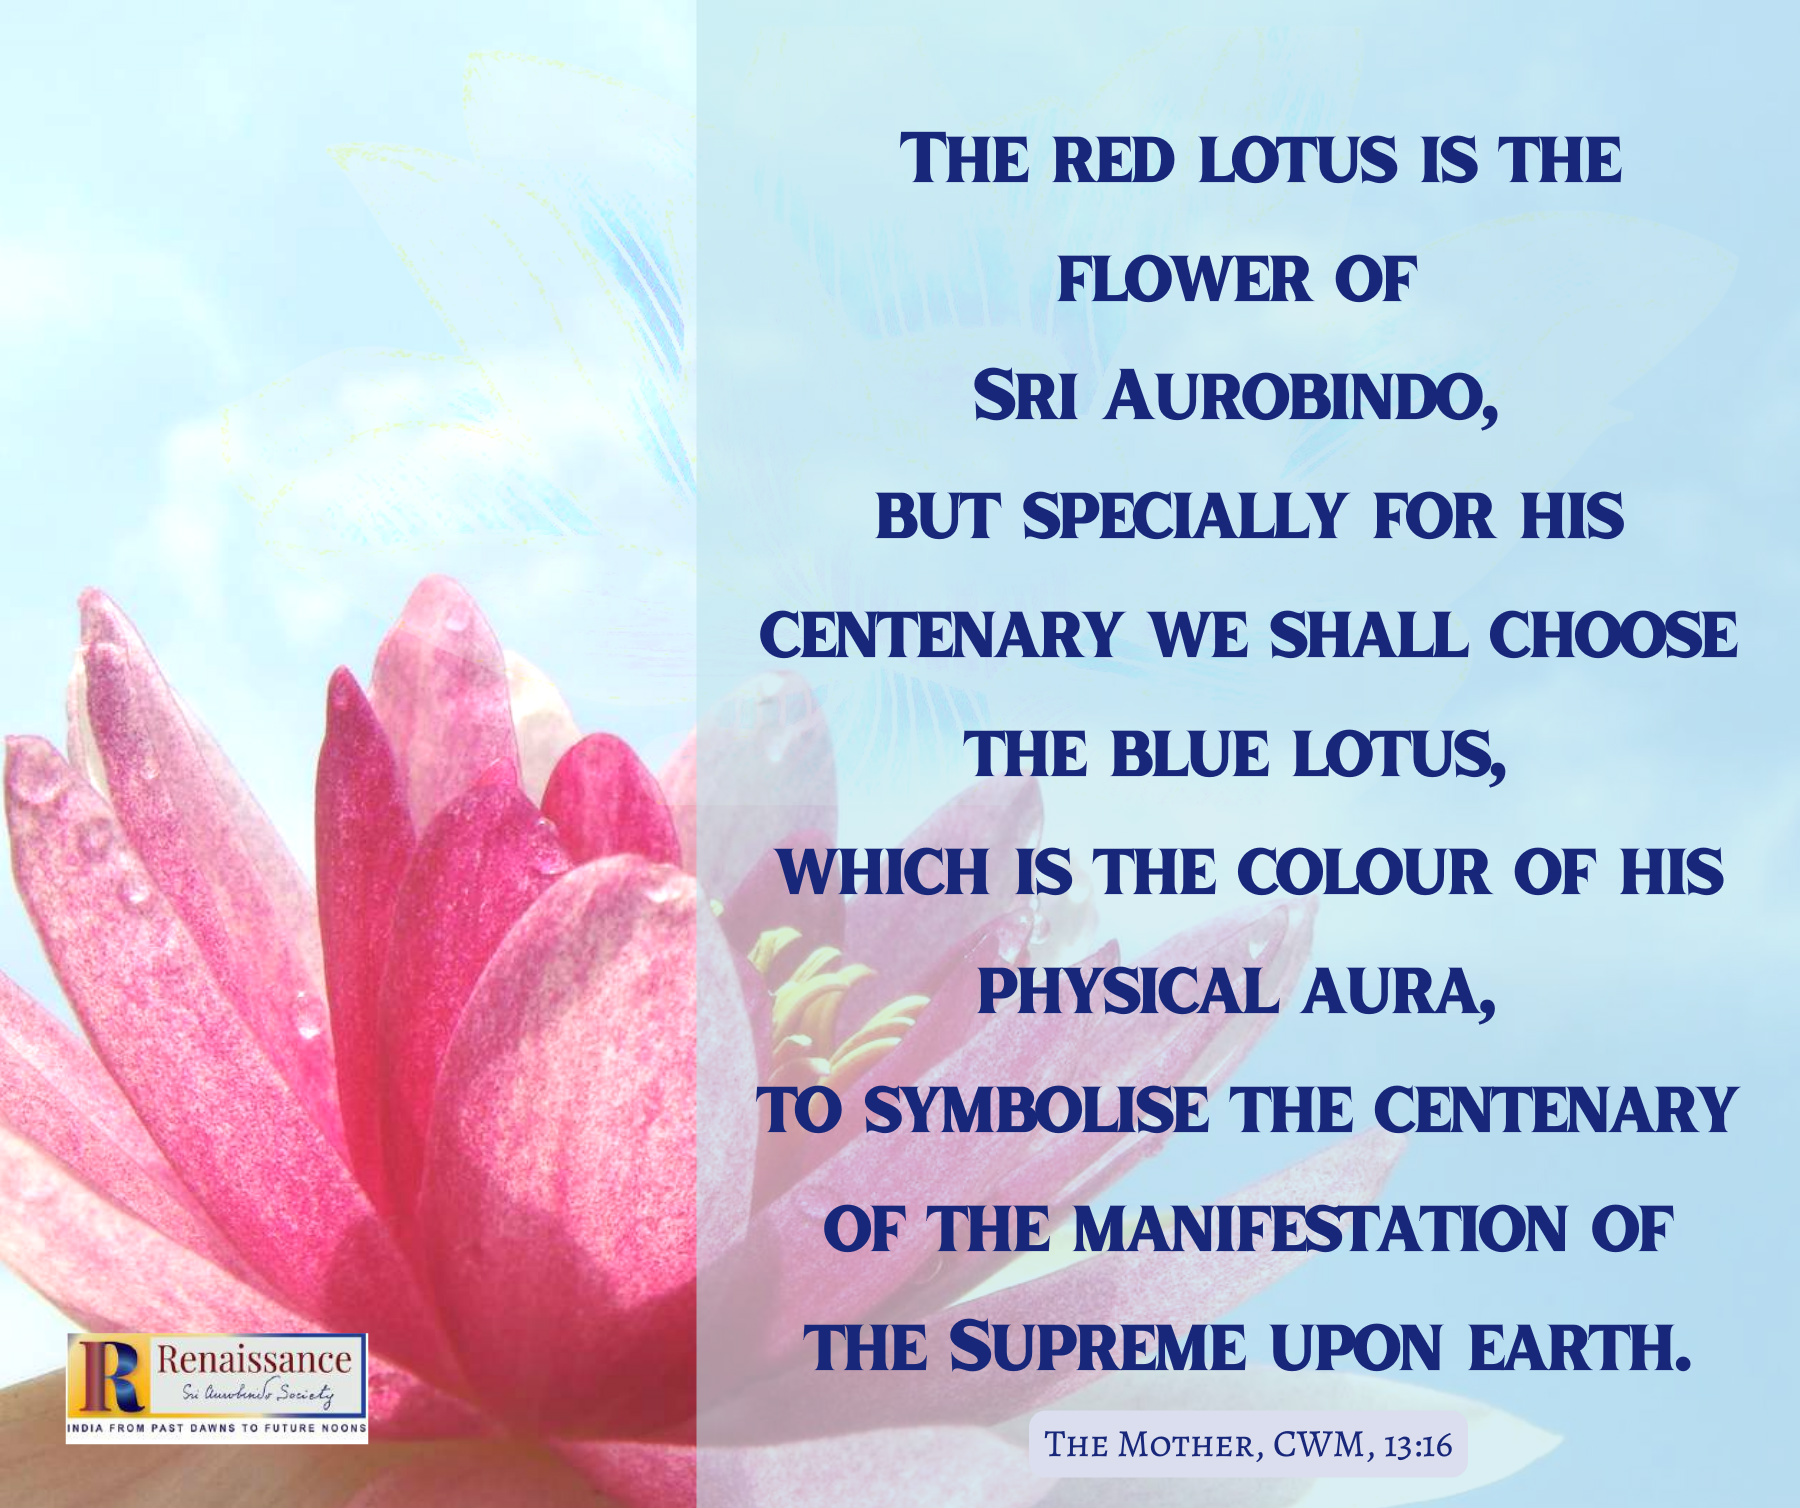 The red lotus is the
flower of
Sri Aurobindo,
but specially for his
centenary we shall choose
the blue lotus,
which is the colour of his
physical aura,
to symbolise the centenary
of the manifestation of
the Supreme upon earth.
The Mother, CWM, 13:16
R Renaissance
Sri Aurobindo Society
INDIA FROM PAST DAWNS TO FUTURE NOONS